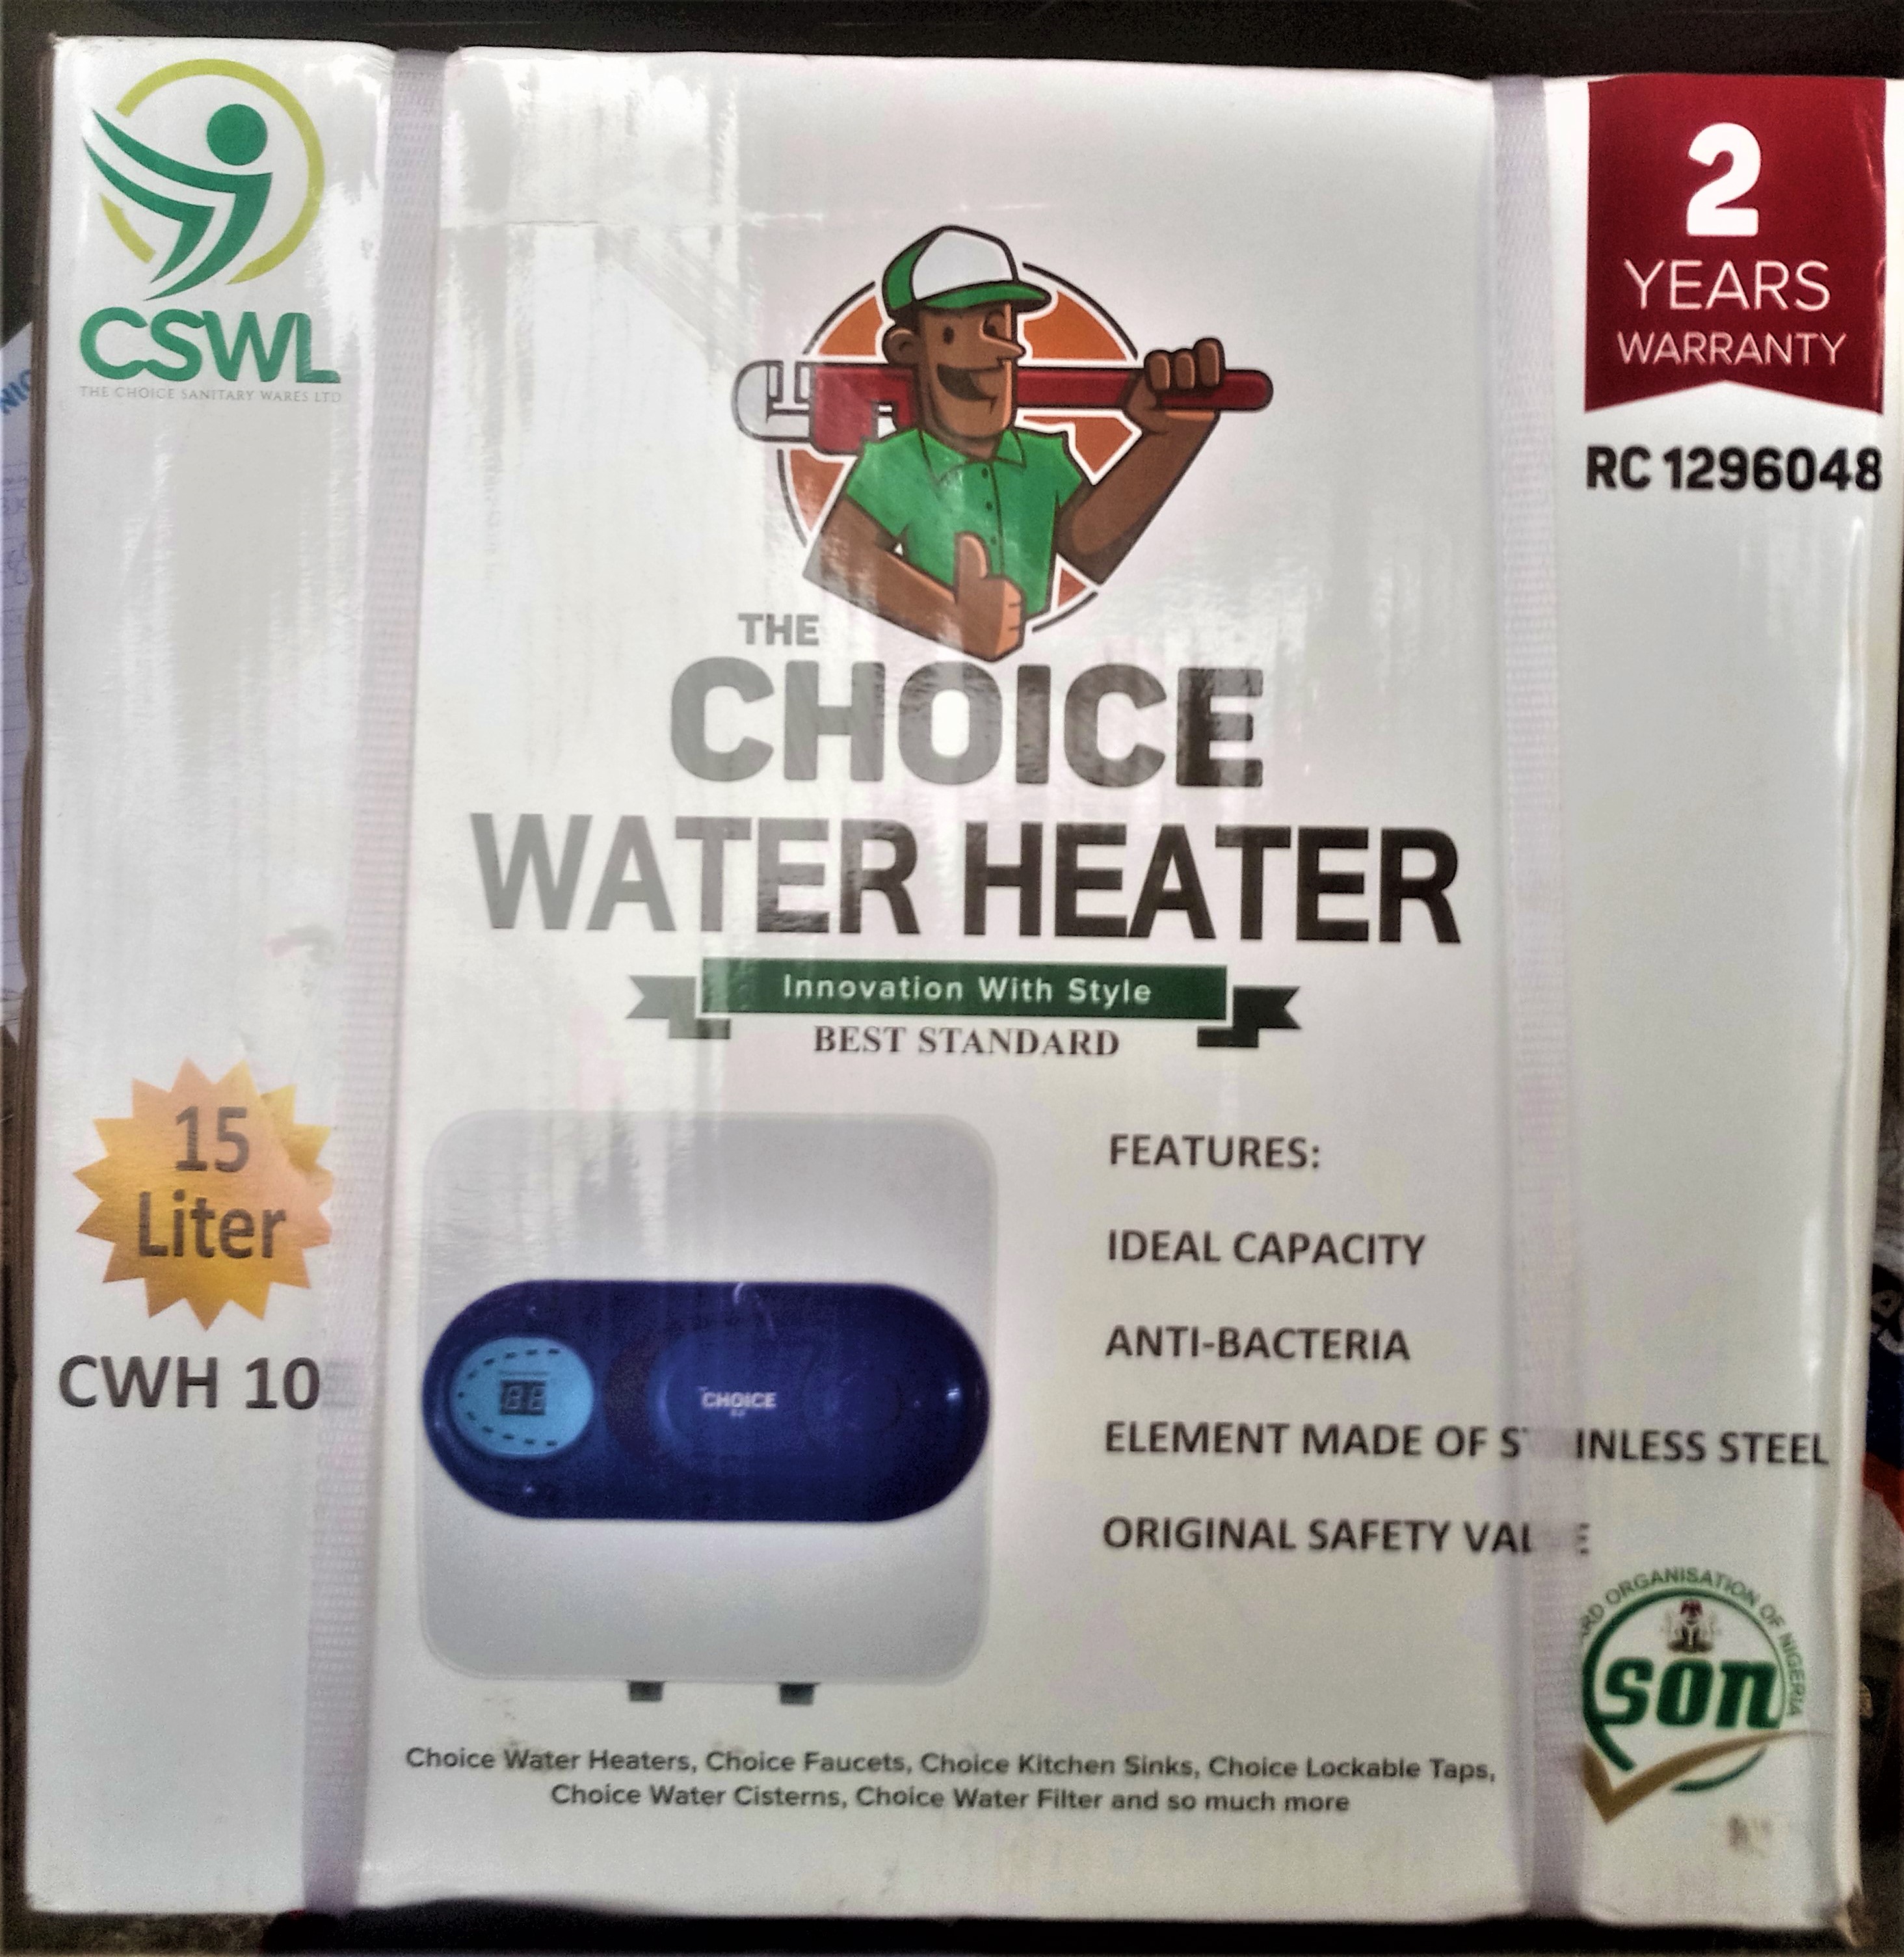 CSWL
THE CHOICE SANITARY WARES LTD
2
YEARS
WARRANTY
RC 1296048
THE
CHOICE
WATER HEATER
Innovation With Style
BEST STANDARD
15
Liter
CWH 10
88
CHOICE
FEATURES:
IDEAL CAPACITY
ANTI-BACTERIA
ELEMENT MADE OF STAINLESS STEEL
ORIGINAL SAFETY VALVE
ORGANISATION OF NIGERIA
SON
Choice Water Heaters, Choice Faucets, Choice Kitchen Sinks, Choice Lockable Taps,
Choice Water Cisterns, Choice Water Filter and so much more